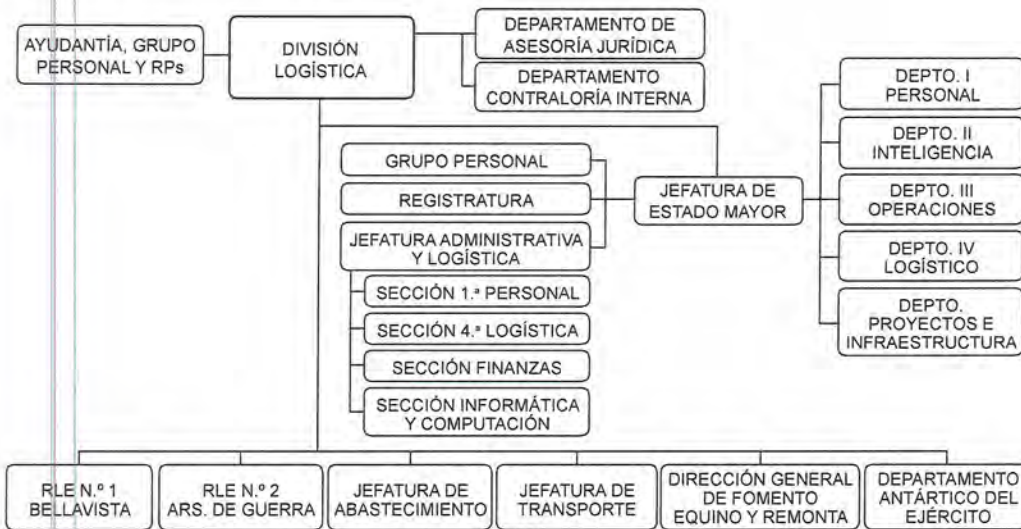 AYUDANTÍA, GRUPO
PERSONAL Y RPs
DIVISIÓN
LOGÍSTICA
DEPARTAMENTO DE
ASESORÍA JURÍDICA
DEPARTAMENTO
CONTRALORÍA INTERNA
DEPTO. I
PERSONAL
DEPTO. II
INTELIGENCIA
DEPTO. III
OPERACIONES
DEPTO. IV
LOGÍSTICO
DEPTO.
PROYECTOS E
INFRAESTRUCTURA
GRUPO PERSONAL
REGISTRATURA
JEFATURA ADMINISTRATIVA
Y LOGÍSTICA
JEFATURA DE
ESTADO MAYOR
SECCIÓN 1.ª PERSONAL
SECCIÓN 4.ª LOGÍSTICA
SECCIÓN FINANZAS
SECCIÓN INFORMÁTICA
Y COMPUTACIÓN
RLE N.º 1
BELLAVISTA
RLE N.º 2
ARS. DE GUERRA
JEFATURA DE
ABASTECIMIENTO
JEFATURA DE
TRANSPORTE
DIRECCIÓN GENERAL
DE FOMENTO
EQUINO Y REMONTA
DEPARTAMENTO
ANTÁRTICO DEL
EJÉRCITO